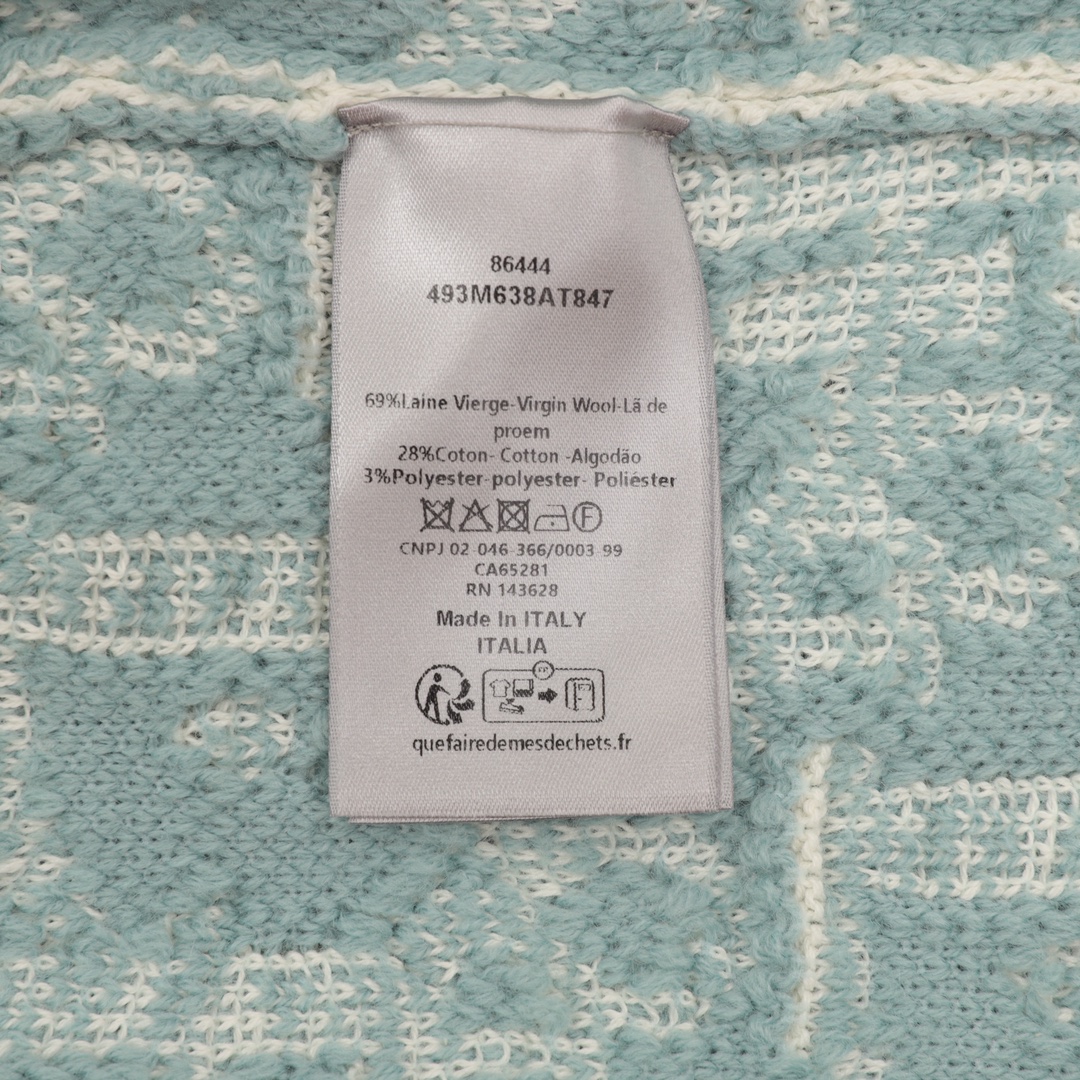 86444
493M638AT847
69%Laine Vierge-Virgin Wool-Lã de
proem
28%Coton- Cotton -Algodão
3%Polyester-polyester- Poliéster
CNPJ 02-046-366/0003-99
CA65281
RN 143628
Made In ITALY
ITALIA
quefairedemesdechets.fr